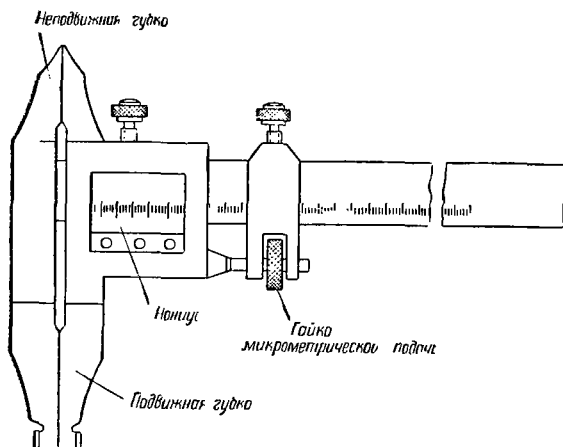 Неподвижная губка
Нониус
Гайка
микрометрической подачи
Подвижная губка